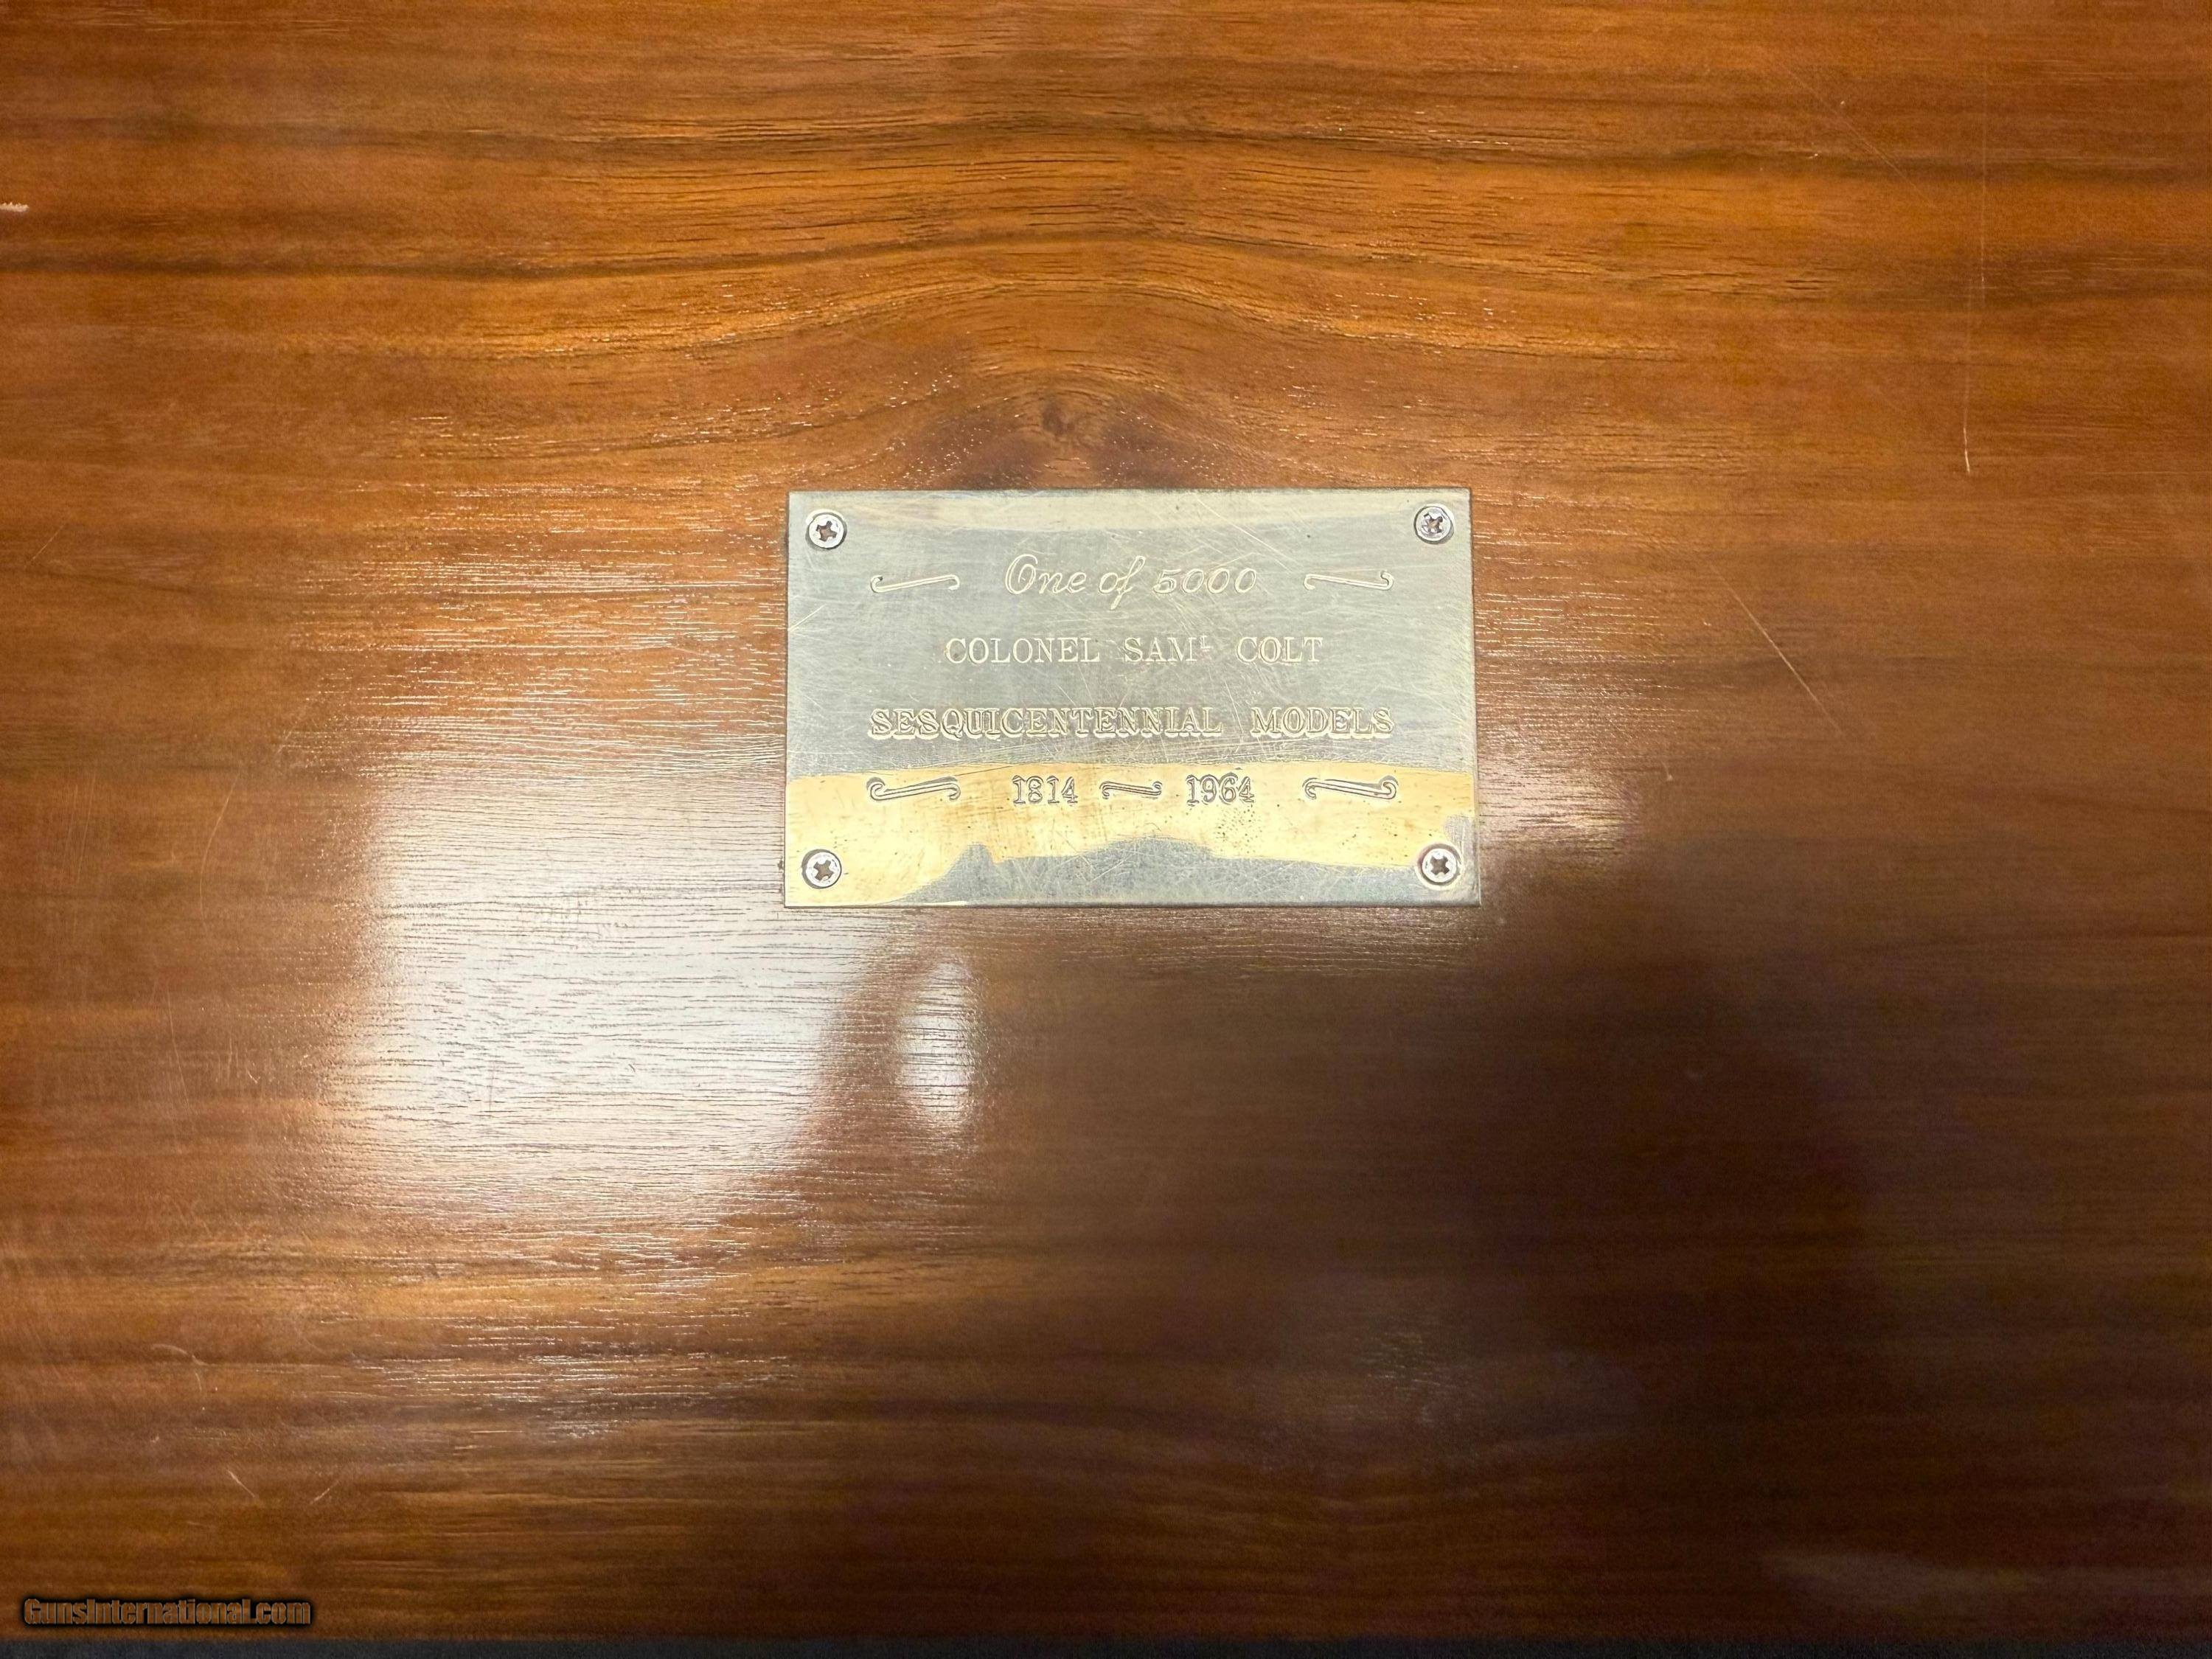 One of 5000
COLONEL SAMᴸ COLT
SESQUICENTENNIAL MODELS
1814 ~ 1964
GunsInternational.com